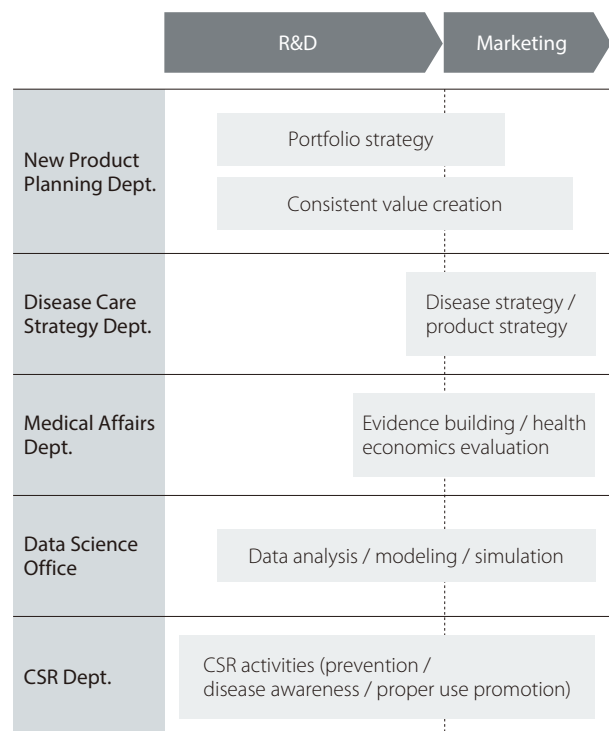 R&D
Marketing
New Product
Planning Dept.
Portfolio strategy
Consistent value creation
Disease Care
Strategy Dept.
Disease strategy /
product strategy
Medical Affairs
Dept.
Evidence building / health
economics evaluation
Data Science
Office
Data analysis / modeling / simulation
CSR Dept.
CSR activities (prevention /
disease awareness / proper use promotion)